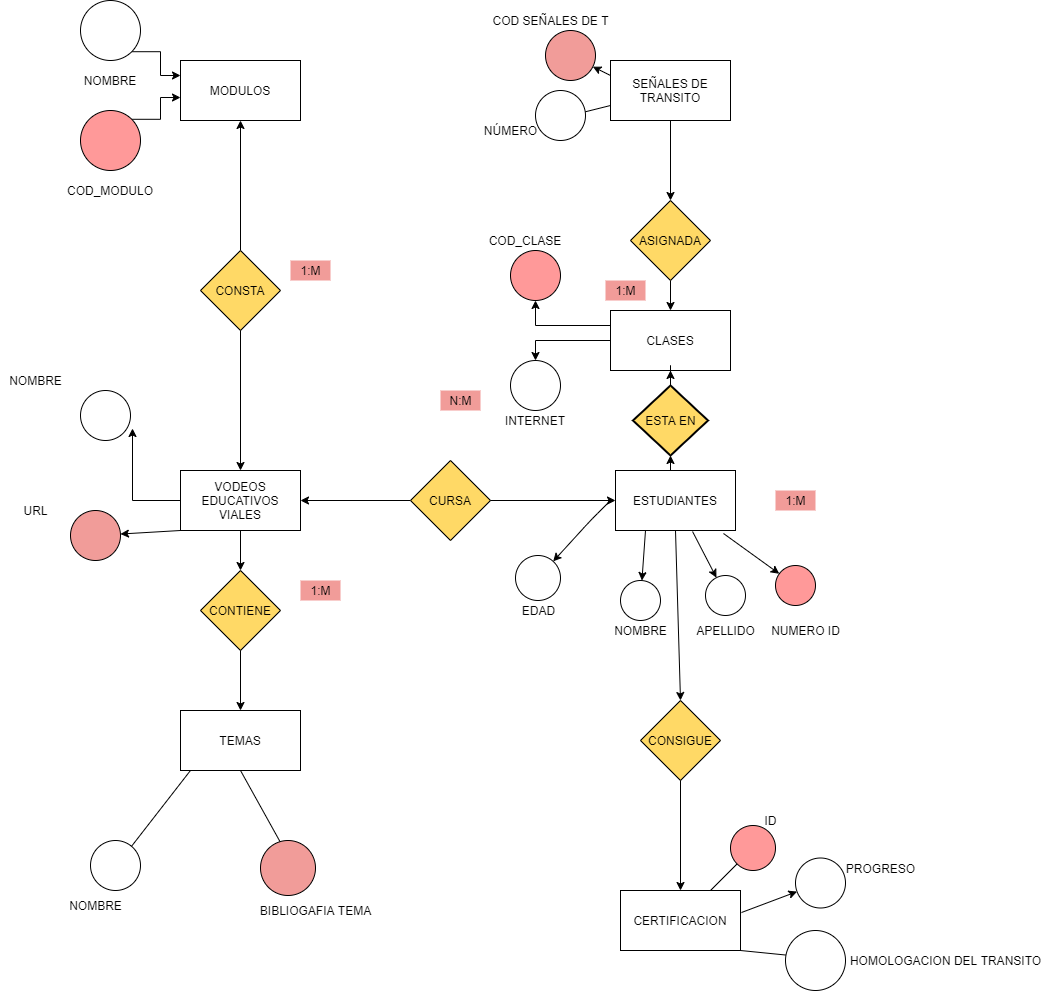 COD SEÑALES DE T
NOMBRE
MODULOS
SEÑALES DE
TRANSITO
NÚMERO
COD_MODULO
ASIGNADA
COD_CLASE
CONSTA
1:M
1:M
CLASES
NOMBRE
N:M
INTERNET
ESTA EN
VODEOS
EDUCATIVOS
VIALES
CURSA
ESTUDIANTES
1:M
URL
CONTIENE
1:M
EDAD
NOMBRE
APELLIDO
NUMERO ID
TEMAS
CONSIGUE
ID
PROGRESO
NOMBRE
BIBLIOGAFIA TEMA
CERTIFICACION
HOMOLOGACION DEL TRANSITO